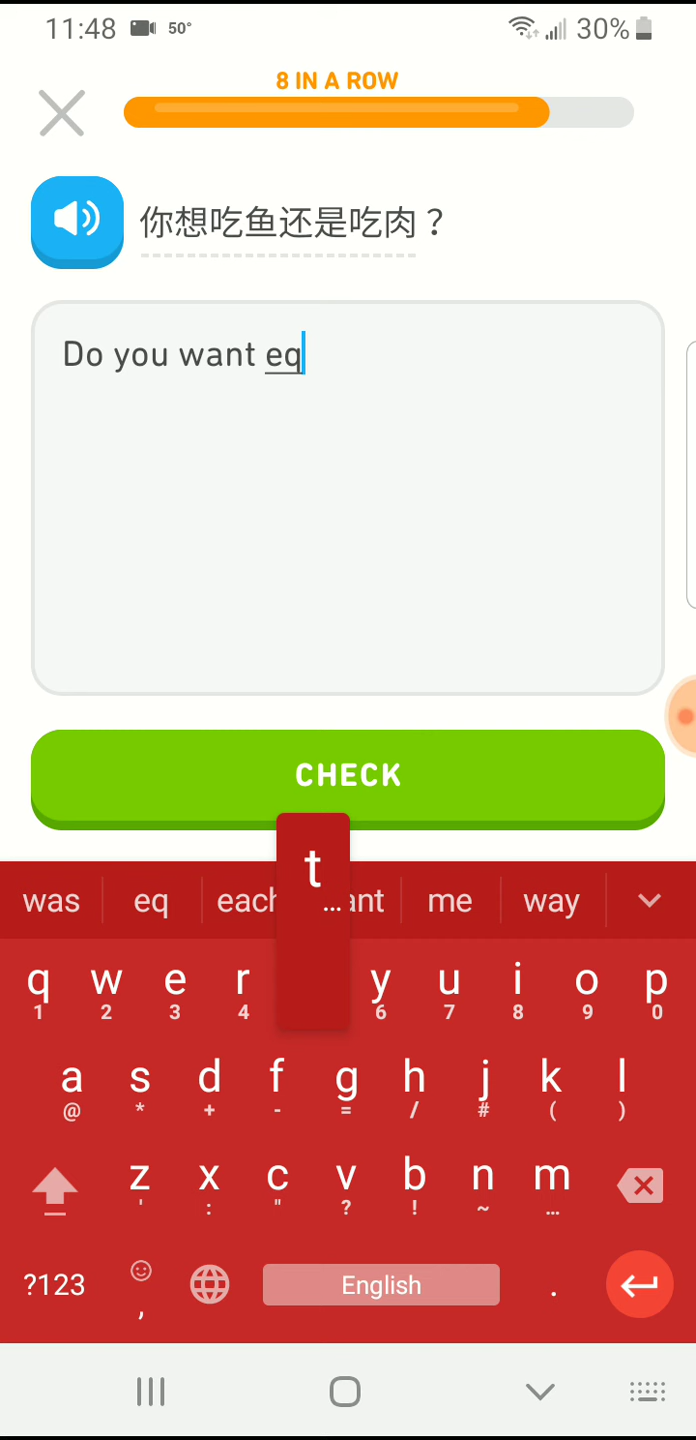 11:48 50° 30%
8 IN A ROW
你想吃鱼还是吃肉？
Do you want eq
CHECK
t
...
was eq each ant me way
q w e r y u i o p
1 2 3 4 6 7 8 9 0
a s d f g h j k l
@ * + - = / # ( )
z x c v b n m
' : " ? ! ~ ...
?123 , English .